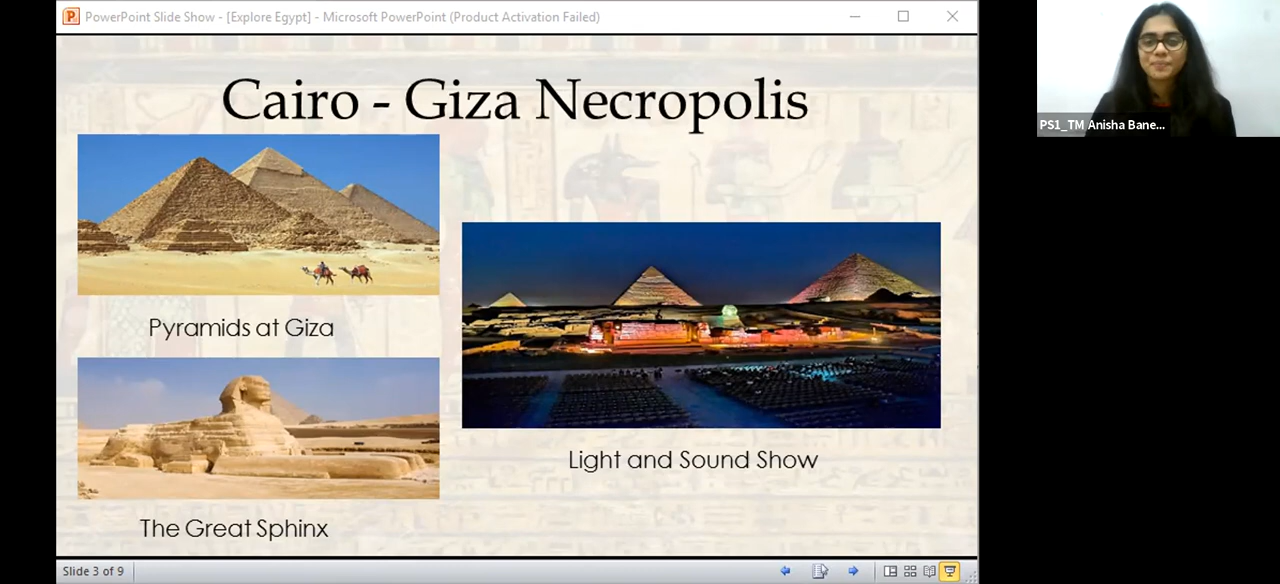 PowerPoint Slide Show - [Explore Egypt] - Microsoft PowerPoint (Product Activation Failed)
Cairo - Giza Necropolis
Pyramids at Giza
The Great Sphinx
Light and Sound Show
Slide 3 of 9
PS1_TM Anisha Bane...